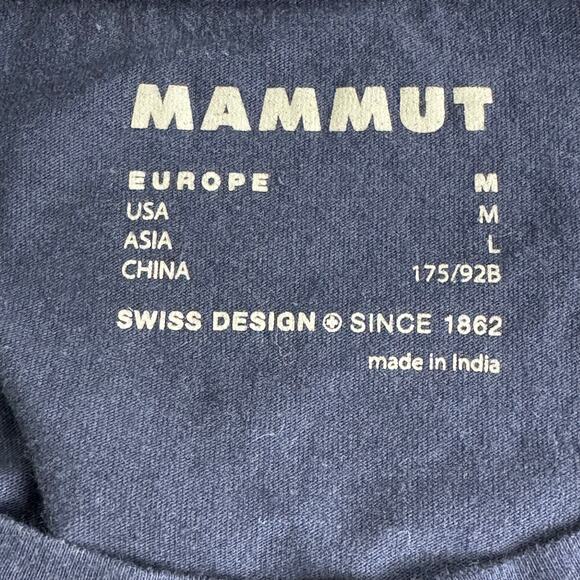 MAMMUT
EUROPE M
USA M
ASIA L
CHINA 175/92B
SWISS DESIGN SINCE 1862
made in India